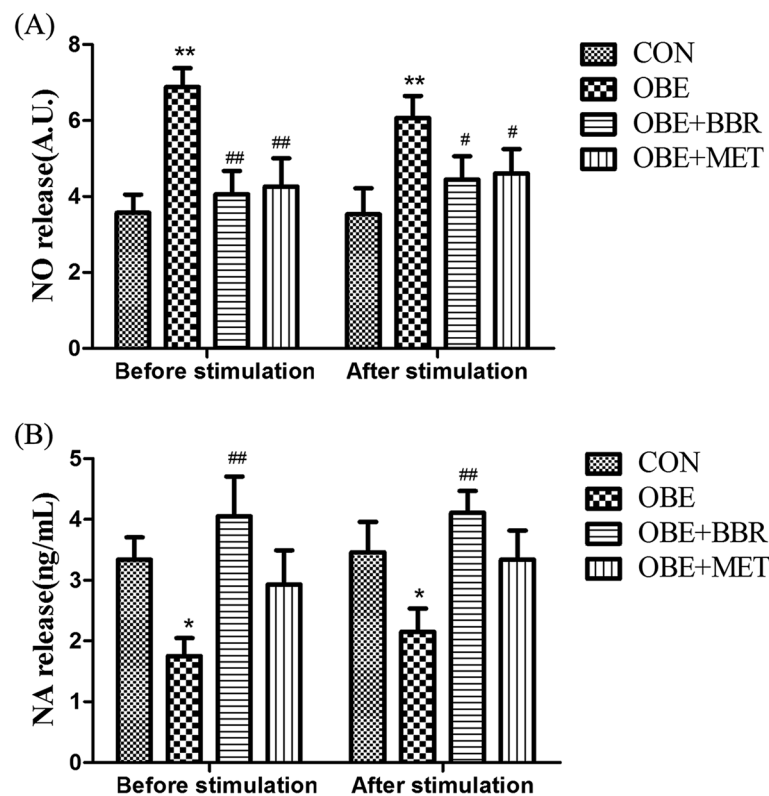 (A)
NO release(A.U.)
8
6
4
2
0
**
##
##
**
#
#
Before stimulation
After stimulation
CON
OBE
OBE+BBR
OBE+MET
(B)
NA release(ng/mL)
5
4
3
2
1
0
*
##
*
##
Before stimulation
After stimulation
CON
OBE
OBE+BBR
OBE+MET